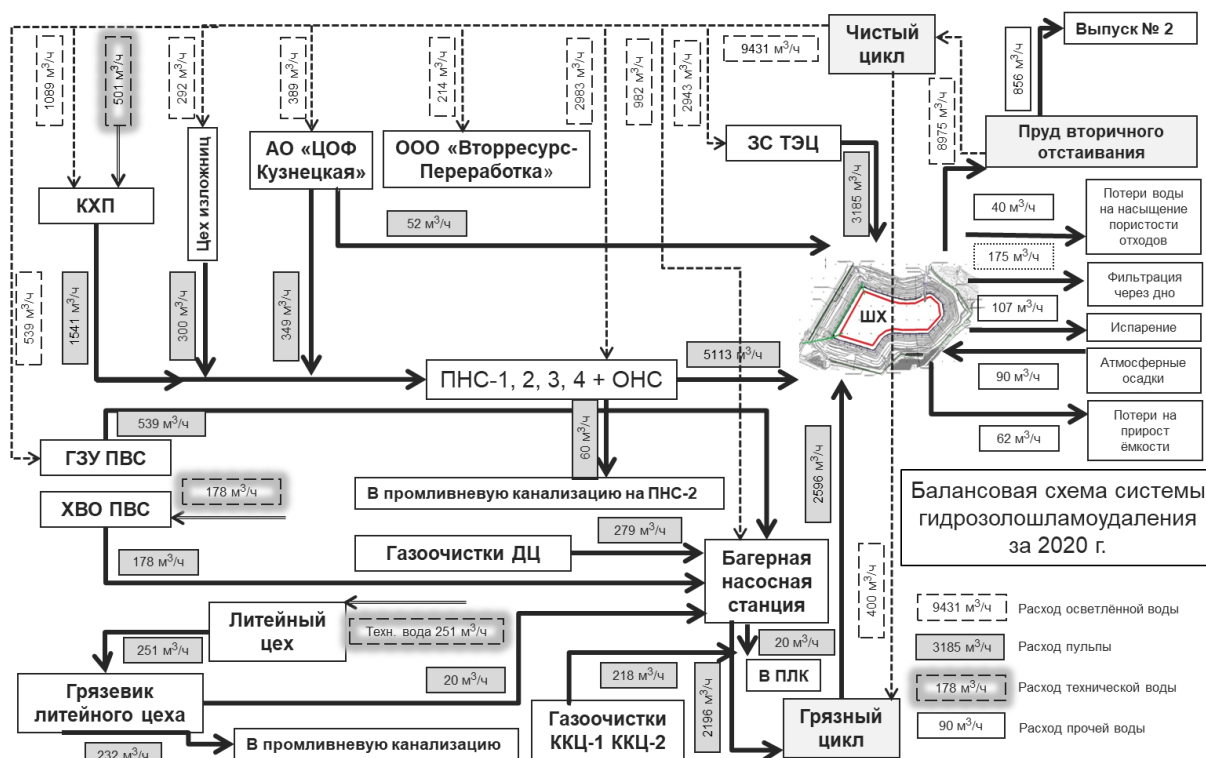 1089 м³/ч
501 м³/ч
292 м³/ч
389 м³/ч
214 м³/ч
2983 м³/ч
982 м³/ч
2943 м³/ч
9431 м³/ч
Чистый
цикл
8975 м³/ч
856 м³/ч
Выпуск № 2
Пруд вторичного
отстаивания
КХП
Цех изложниц
АО «ЦОФ
Кузнецкая»
ООО «Вторресурс-
Переработка»
ЗС ТЭЦ
3185 м³/ч
52 м³/ч
40 м³/ч
Потери воды
на насыщение
пористости
отходов
175 м³/ч
Фильтрация
через дно
107 м³/ч
Испарение
90 м³/ч
Атмосферные
осадки
62 м³/ч
Потери на
прирост
ёмкости
ШХ
539 м³/ч
1541 м³/ч
300 м³/ч
349 м³/ч
ПНС-1, 2, 3, 4 + ОНС
5113 м³/ч
539 м³/ч
60 м³/ч
2596 м³/ч
ГЗУ ПВС
ХВО ПВС
178 м³/ч
В промливневую канализацию на ПНС-2
178 м³/ч
Газоочистки ДЦ
279 м³/ч
Багерная
насосная
станция
400 м³/ч
Литейный
цех
Техн. вода 251 м³/ч
251 м³/ч
Грязевик
литейного цеха
20 м³/ч
218 м³/ч
20 м³/ч
В ПЛК
2196 м³/ч
Газоочистки
ККЦ-1 ККЦ-2
Грязный
цикл
232 м³/ч
В промливневую канализацию
Балансовая схема системы
гидрозолошламоудаления
за 2020 г.
9431 м³/ч Расход осветлённой воды
3185 м³/ч Расход пульпы
178 м³/ч Расход технической воды
90 м³/ч Расход прочей воды